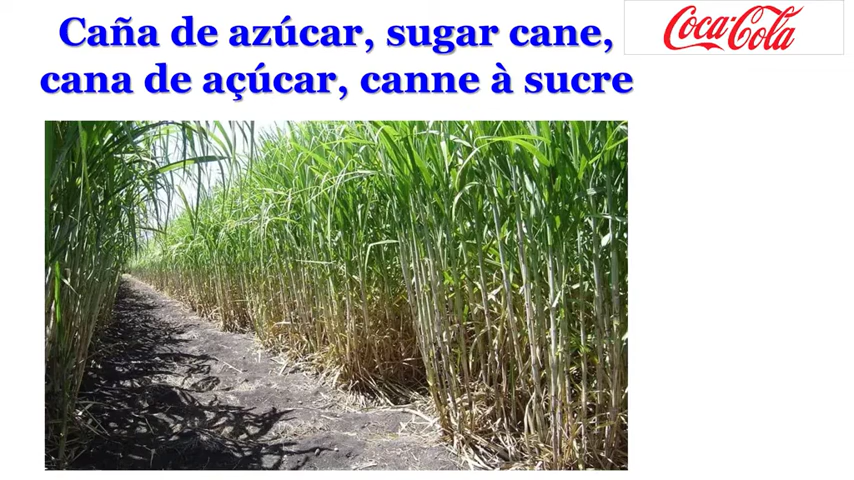 Caña de azúcar, sugar cane,
cana de açúcar, canne à sucre
Coca-Cola